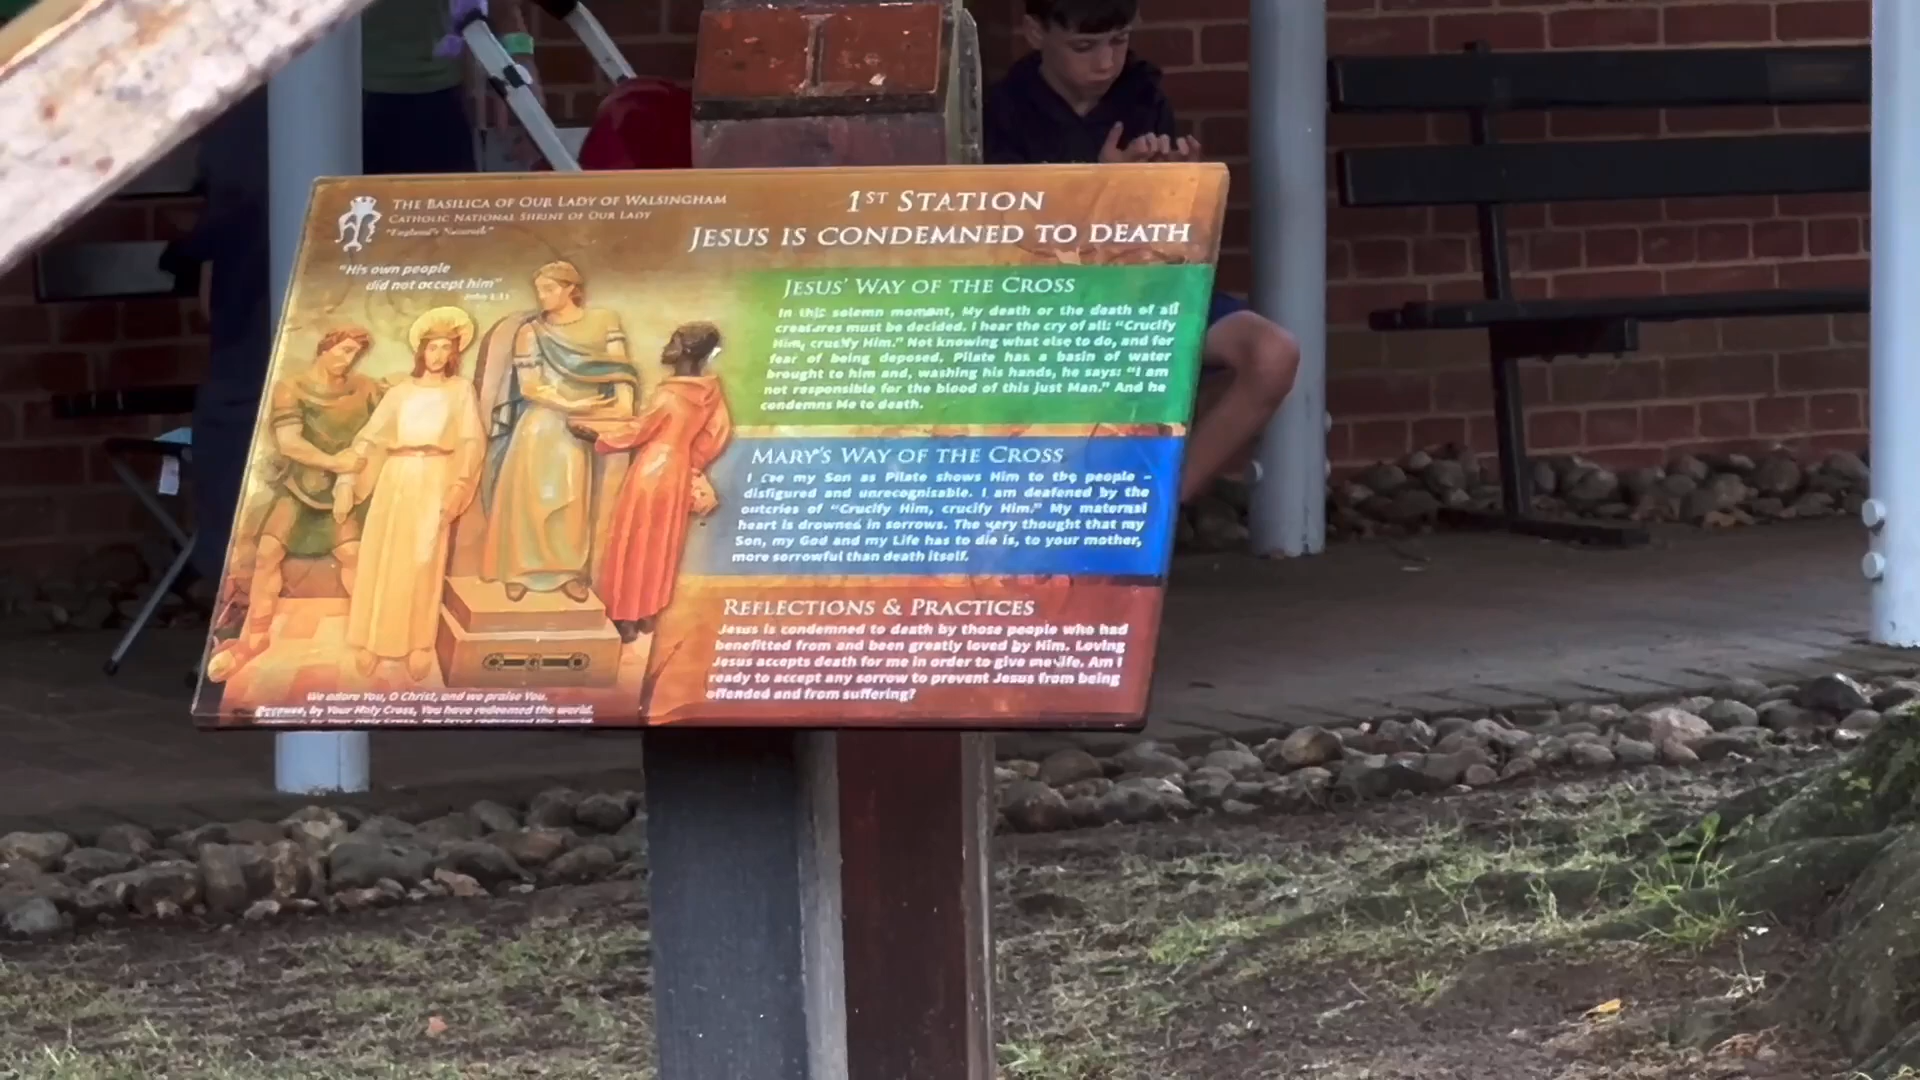 THE BASILICA OF OUR LADY OF WALSINGHAM
CATHOLIC NATIONAL SHRINE OF OUR LADY
"England's Nazareth"
1ST STATION
JESUS IS CONDEMNED TO DEATH
"His own people
did not accept him"
John 1:11
JESUS' WAY OF THE CROSS
In this solemn moment, My death or the death of all
creatures must be decided. I hear the cry of all: "Crucify
Him, crucify Him." Not knowing what else to do, and for
fear of being deposed, Pilate has a basin of water
brought to him and, washing his hands, he says: "I am
not responsible for the blood of this just Man." And he
condemns Me to death.
MARY'S WAY OF THE CROSS
I see my Son as Pilate shows Him to the people –
disfigured and unrecognisable. I am deafened by the
outcries of "Crucify Him, crucify Him." My maternal
heart is drowned in sorrows. The very thought that my
Son, my God and my Life has to die is, to your mother,
more sorrowful than death itself.
REFLECTIONS & PRACTICES
Jesus is condemned to death by those people who had
benefitted from and been greatly loved by Him. Loving
Jesus accepts death for me in order to give me life. Am I
ready to accept any sorrow to prevent Jesus from being
offended and from suffering?
We adore You, O Christ, and we praise You.
Because, by Your Holy Cross, You have redeemed the world.